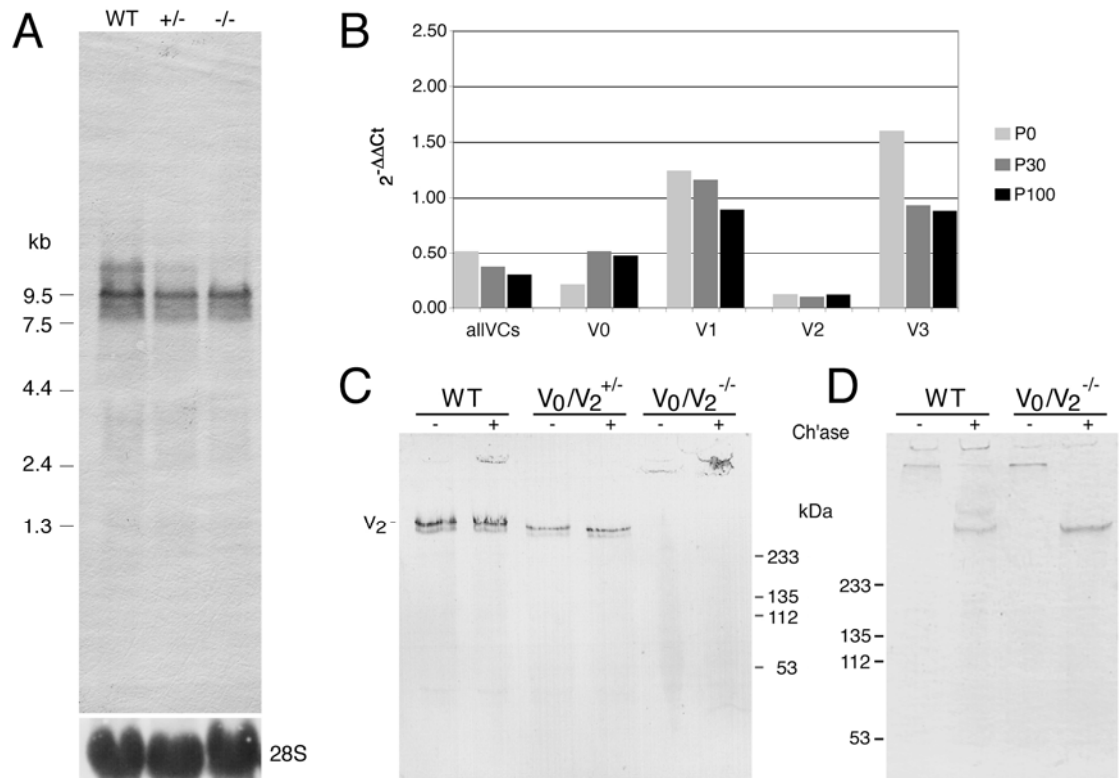 A
WT +/- -/-
kb
9.5
7.5
4.4
2.4
1.3
28S
B
2.50
2.00
1.50
1.00
0.50
0.00
2-ΔΔCt
allVCs V0 V1 V2 V3
P0
P30
P100
C
WT V0/V2+/- V0/V2-/-
- + - + - +
Ch'ase
V2
kDa
233
135
112
53
D
WT V0/V2-/-
- + - +
233
135
112
53